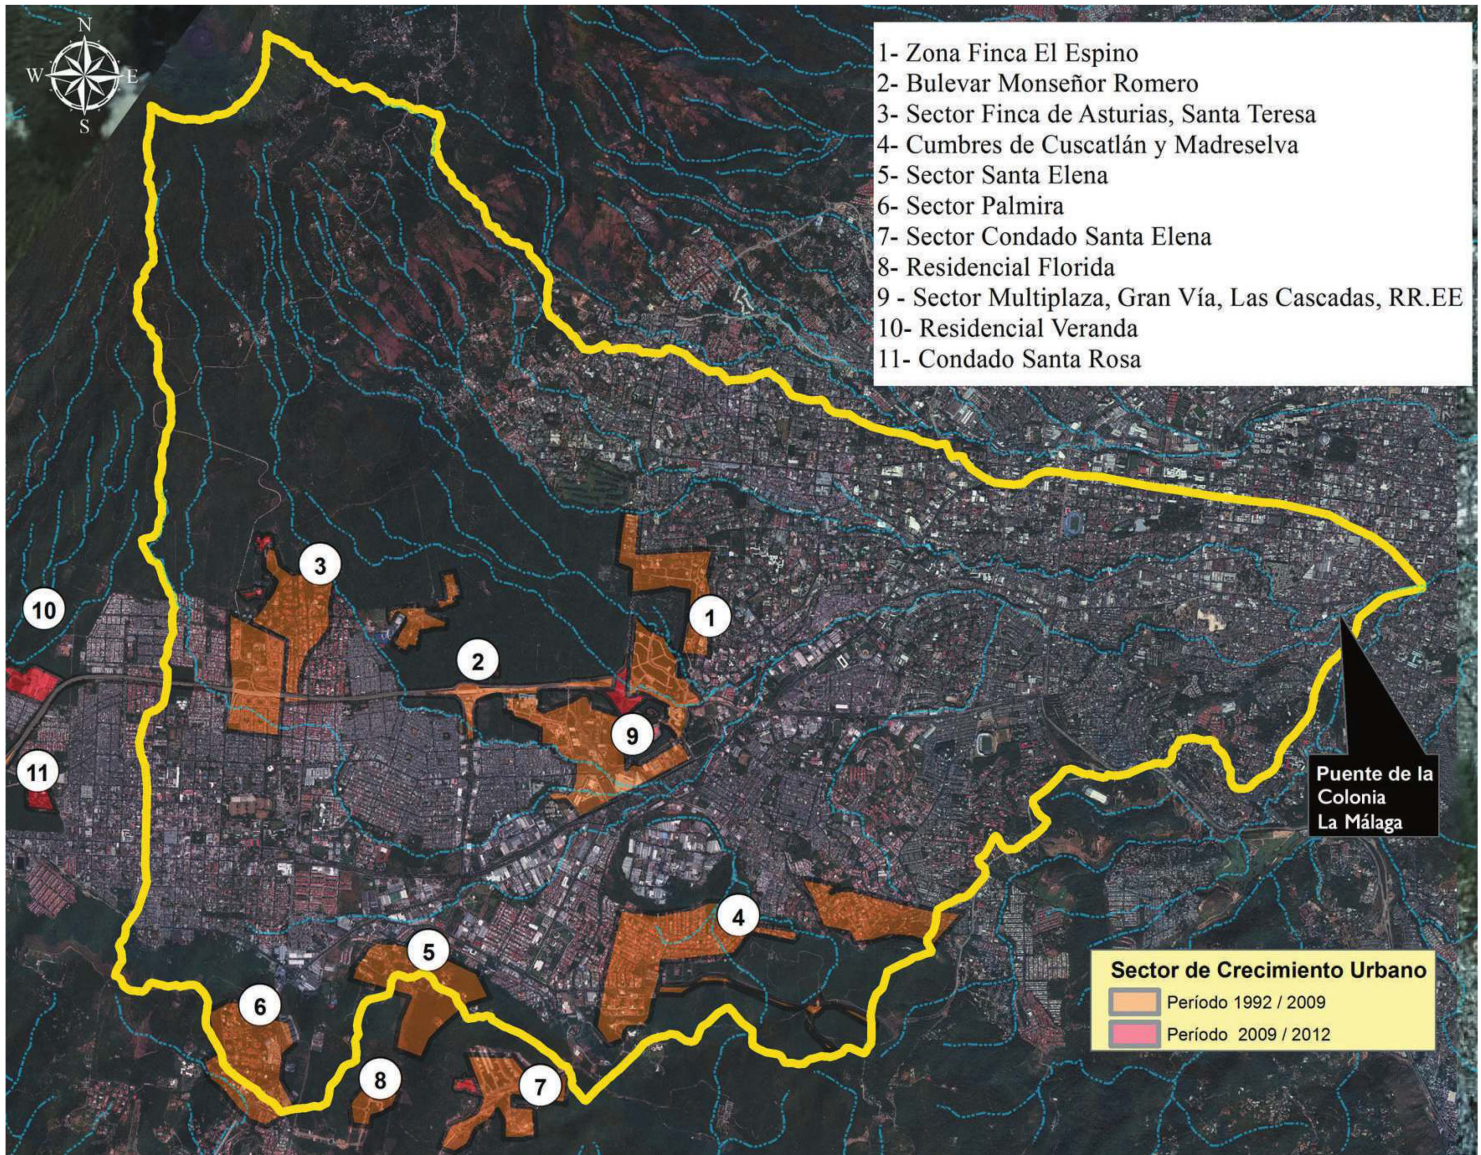 N
W
E
S
1- Zona Finca El Espino
2- Bulevar Monseñor Romero
3- Sector Finca de Asturias, Santa Teresa
4- Cumbres de Cuscatlán y Madreselva
5- Sector Santa Elena
6- Sector Palmira
7- Sector Condado Santa Elena
8- Residencial Florida
9 - Sector Multiplaza, Gran Vía, Las Cascadas, RR.EE
10- Residencial Veranda
11- Condado Santa Rosa
3
10
1
2
9
11
4
5
6
8
7
Puente de la
Colonia
La Málaga
Sector de Crecimiento Urbano
Período 1992 / 2009
Período 2009 / 2012